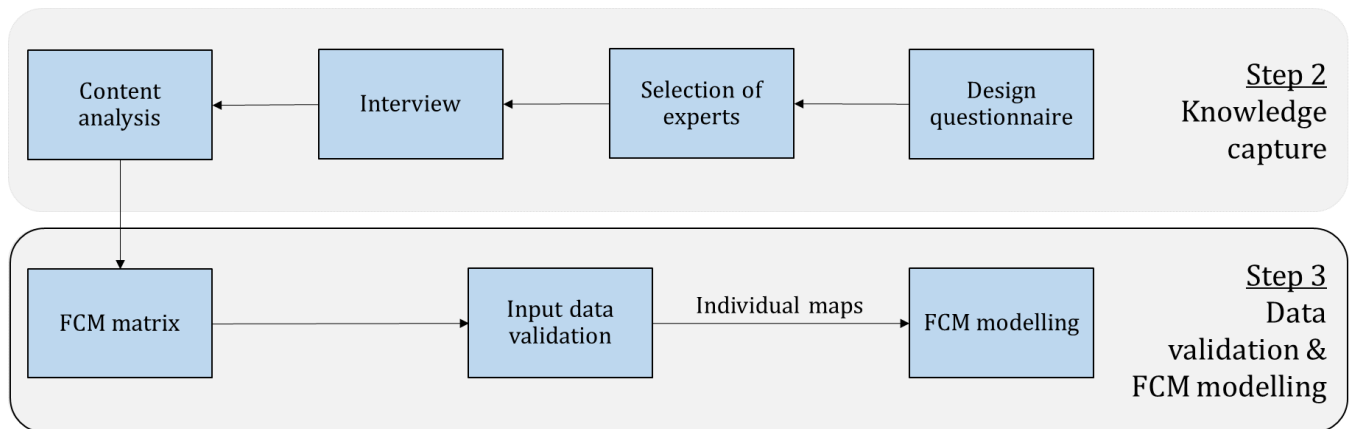 Content
analysis
Interview
Selection of
experts
Design
questionnaire
Step 2
Knowledge
capture
FCM matrix
Input data
validation
Individual maps
FCM modelling
Step 3
Data
validation &
FCM modelling